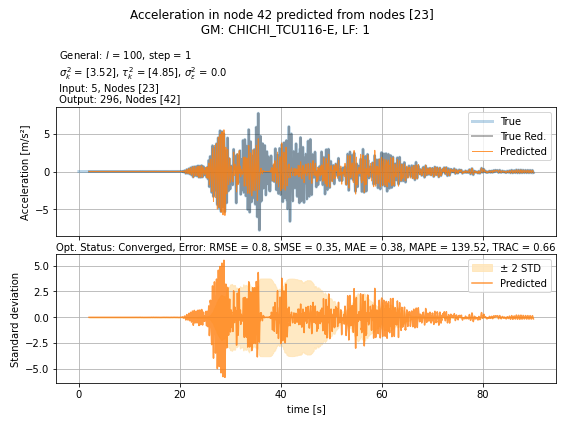 Acceleration in node 42 predicted from nodes [23]
GM: CHICHI_TCU116-E, LF: 1
General: l = 100, step = 1
σ²ₖ = [3.52], τ²ₖ = [4.85], σ²ε = 0.0
Input: 5, Nodes [23]
Output: 296, Nodes [42]
True
True Red.
Predicted
Acceleration [m/s²]
5
0
−5
Opt. Status: Converged, Error: RMSE = 0.8, SMSE = 0.35, MAE = 0.38, MAPE = 139.52, TRAC = 0.66
± 2 STD
Predicted
Standard deviation
5.0
2.5
0.0
−2.5
−5.0
0 20 40 60 80
time [s]